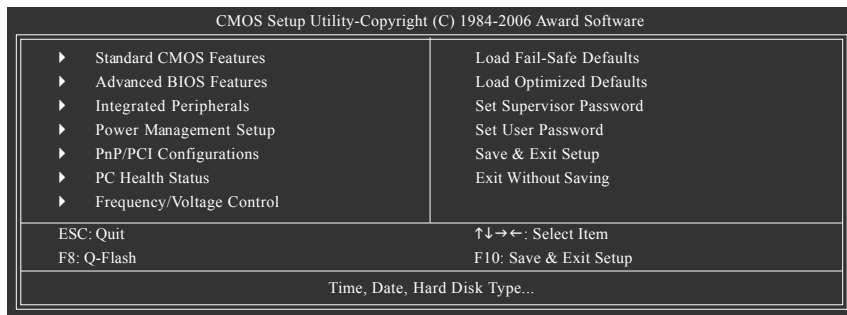 CMOS Setup Utility-Copyright (C) 1984-2006 Award Software
Standard CMOS Features
Advanced BIOS Features
Integrated Peripherals
Power Management Setup
PnP/PCI Configurations
PC Health Status
Frequency/Voltage Control
Load Fail-Safe Defaults
Load Optimized Defaults
Set Supervisor Password
Set User Password
Save & Exit Setup
Exit Without Saving
ESC: Quit
↑↓→←: Select Item
F8: Q-Flash
F10: Save & Exit Setup
Time, Date, Hard Disk Type...